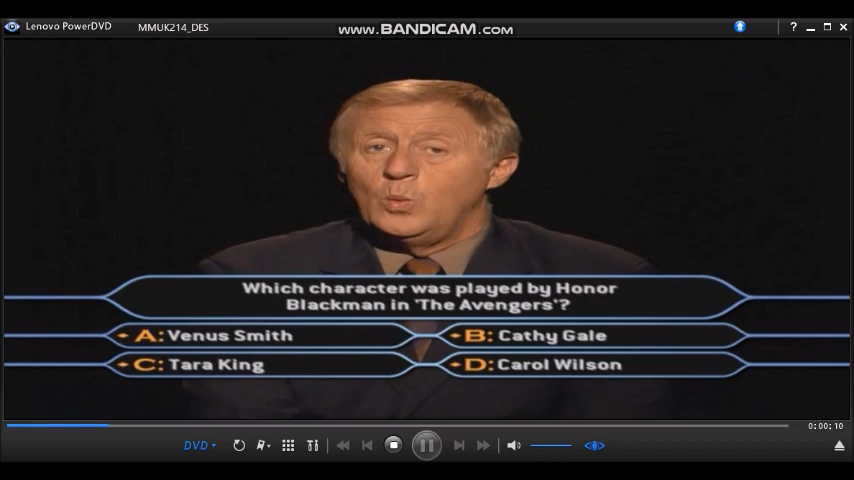 Lenovo PowerDVD MMUK214_DES
www.BANDICAM.com
?
Which character was played by Honor
Blackman in 'The Avengers'?
A: Venus Smith
B: Cathy Gale
C: Tara King
D: Carol Wilson
0:00:10
DVD